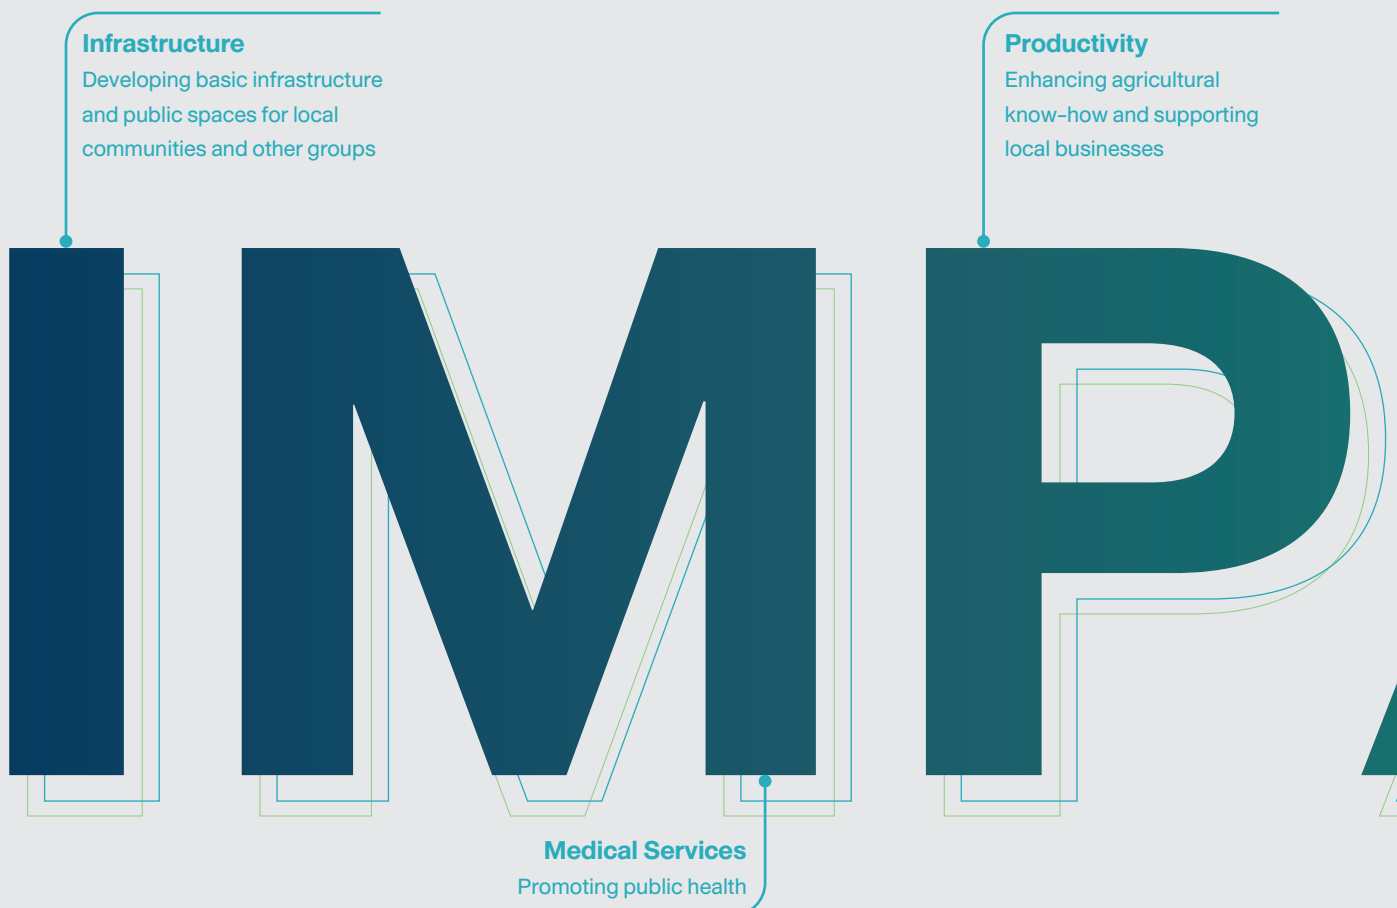 Infrastructure
Developing basic infrastructure
and public spaces for local
communities and other groups
Productivity
Enhancing agricultural
know-how and supporting
local businesses
IMPA
Medical Services
Promoting public health